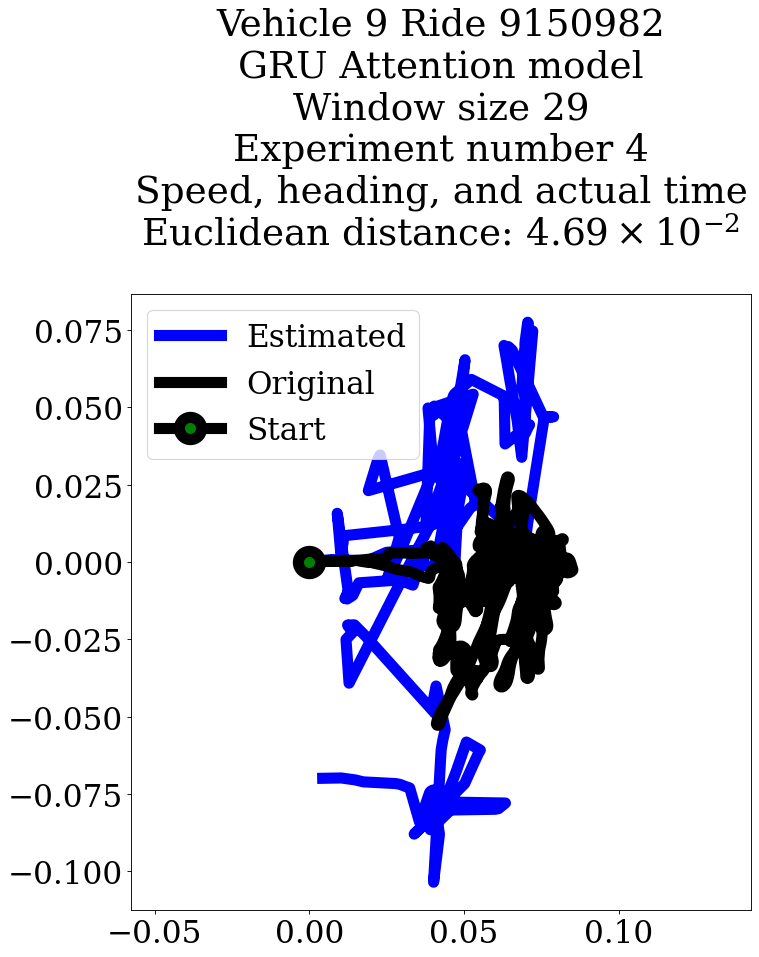 Vehicle 9 Ride 9150982
GRU Attention model
Window size 29
Experiment number 4
Speed, heading, and actual time
Euclidean distance: 4.69 × 10⁻²
Estimated
Original
Start
0.075
0.050
0.025
0.000
−0.025
−0.050
−0.075
−0.100
−0.05 0.00 0.05 0.10